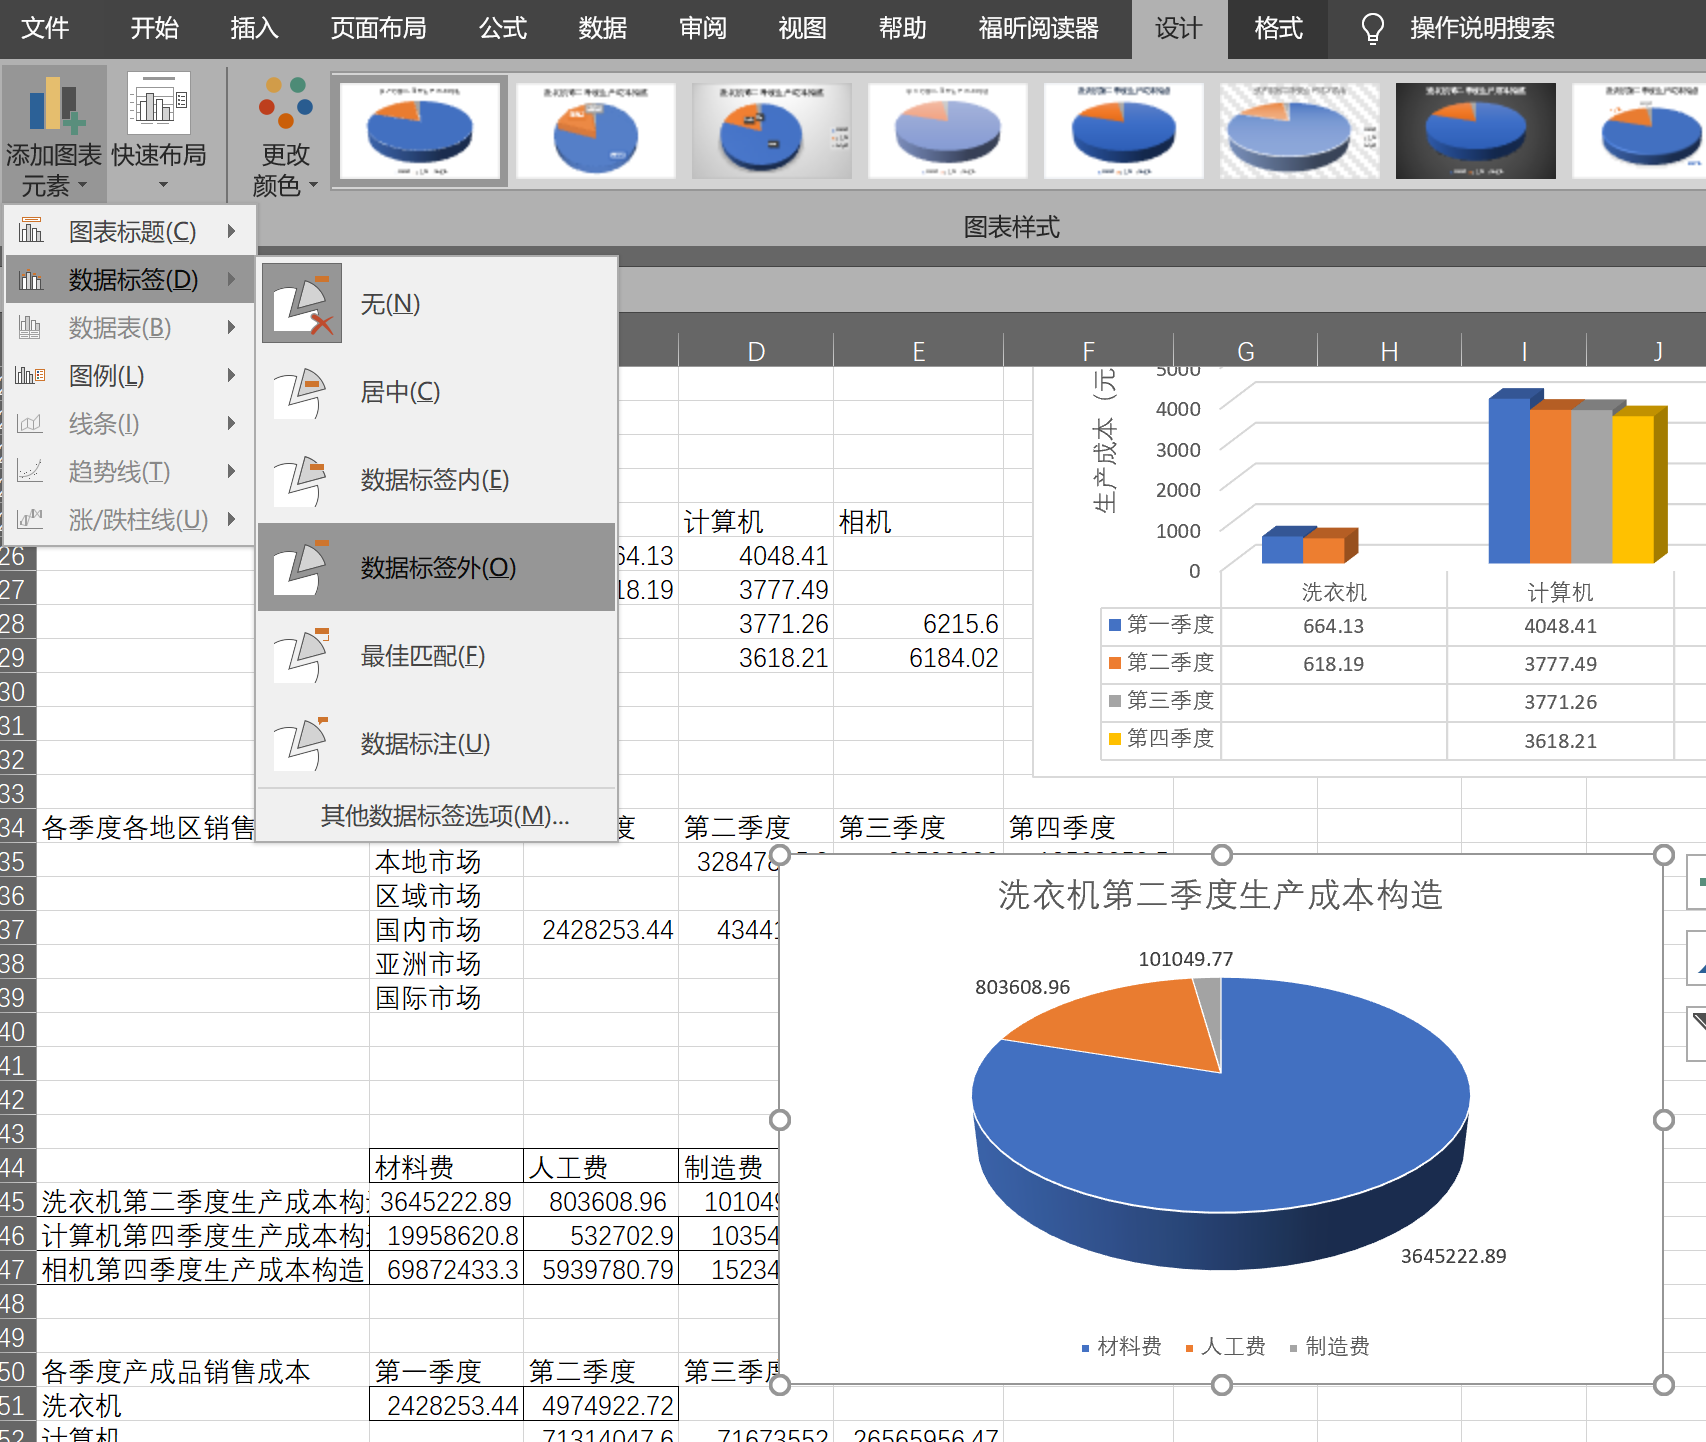 文件 开始 插入 页面布局 公式 数据 审阅 视图 帮助 福昕阅读器 设计 格式 操作说明搜索
添加图表元素 快速布局 更改颜色
图表样式
图表标题(C)
数据标签(D)
数据表(B)
图例(L)
线条(I)
趋势线(T)
涨/跌柱线(U)
无(N)
居中(C)
数据标签内(E)
数据标签外(O)
最佳匹配(F)
数据标注(U)
其他数据标签选项(M)...
D E F G H I J
计算机 相机
26 64.13 4048.41
27 18.19 3777.49
28 3771.26 6215.6
29 3618.21 6184.02
30
31
32
33
34 各季度各地区销售 度 第二季度 第三季度 第四季度
35 本地市场 32847
36 区域市场
37 国内市场 2428253.44 4344
38 亚洲市场
39 国际市场
40
41
42
43
44 材料费 人工费 制造费
45 洗衣机第二季度生产成本构 3645222.89 803608.96 10104
46 计算机第四季度生产成本构 19958620.8 532702.9 10354
47 相机第四季度生产成本构造 69872433.3 5939780.79 15234
48
49
50 各季度产成品销售成本 第一季度 第二季度 第三季
51 洗衣机 2428253.44 4974922.72
52 计算机 71314047.6 71673552 26565956.47
生产成本（元
5000
4000
3000
2000
1000
0
洗衣机 计算机
第一季度 664.13 4048.41
第二季度 618.19 3777.49
第三季度 3771.26
第四季度 3618.21
洗衣机第二季度生产成本构造
101049.77
803608.96
3645222.89
材料费 人工费 制造费